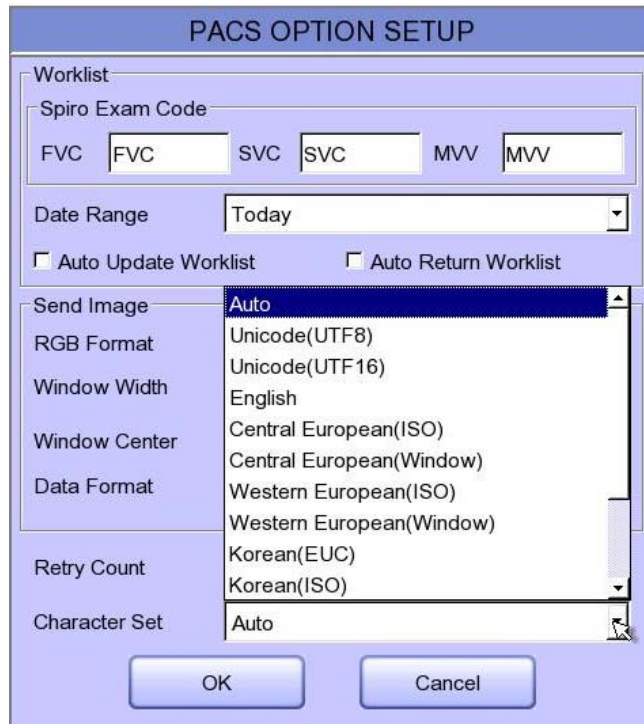 PACS OPTION SETUP
Worklist
Spiro Exam Code
FVC FVC SVC SVC MVV MVV
Date Range Today
Auto Update Worklist Auto Return Worklist
Send Image
RGB Format
Window Width
Window Center
Data Format
Auto
Unicode(UTF8)
Unicode(UTF16)
English
Central European(ISO)
Central European(Window)
Western European(ISO)
Western European(Window)
Korean(EUC)
Korean(ISO)
Retry Count
Character Set Auto
OK Cancel